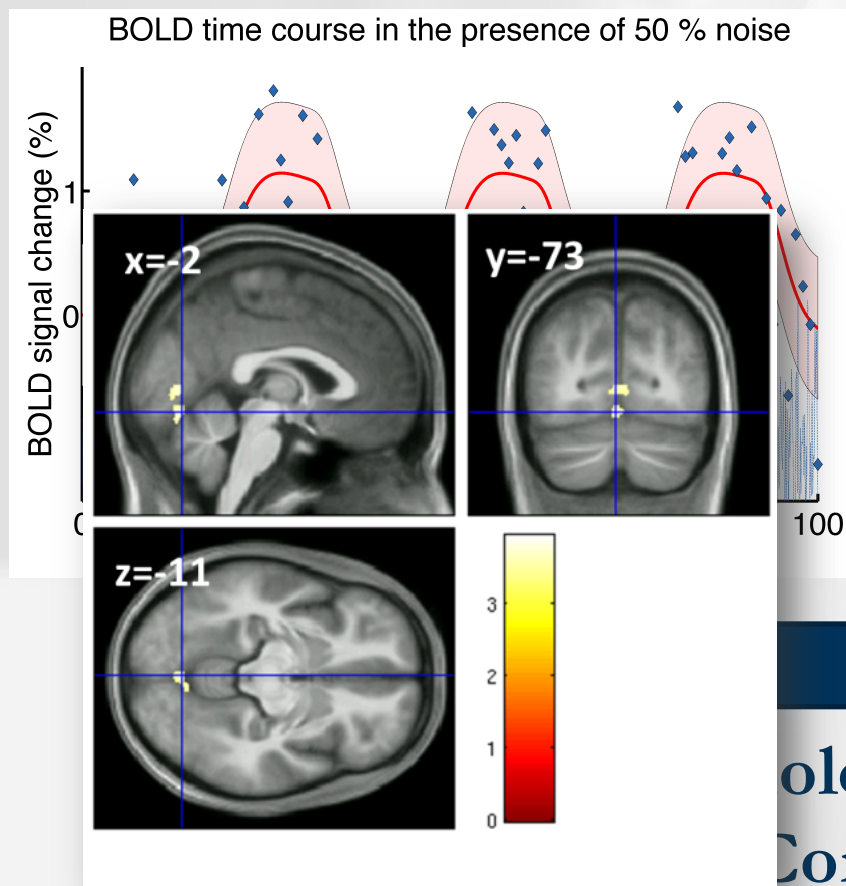 BOLD time course in the presence of 50 % noise
BOLD signal change (%)
1
0
100
x=-2
y=-73
z=-11
3
2
1
0